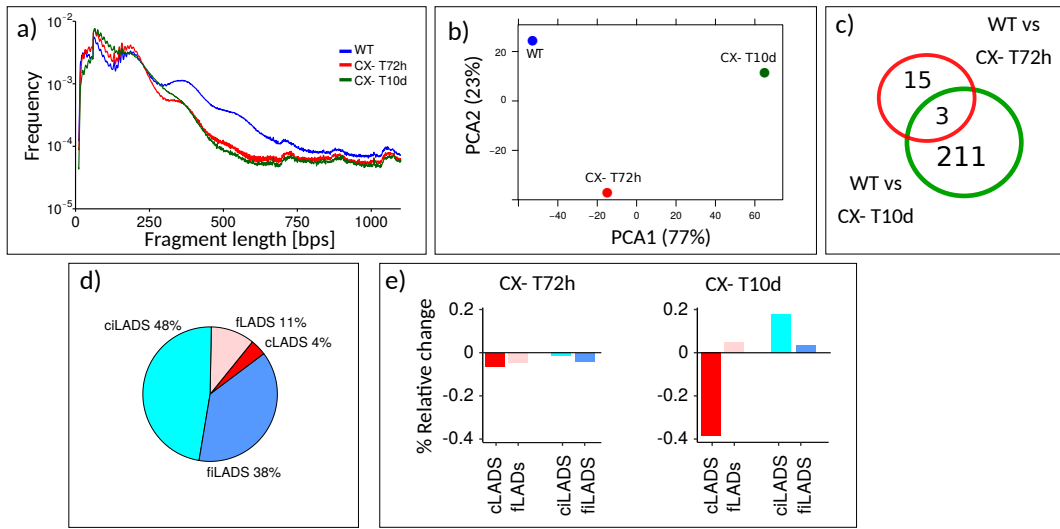 a)
10⁻²
10⁻³
10⁻⁴
10⁻⁵
Frequency
WT
CX- T72h
CX- T10d
0 250 500 750 1000
Fragment length [bps]
b)
20
0
−20
PCA2 (23%)
WT
CX- T10d
CX- T72h
−40 −20 0 20 40 60
PCA1 (77%)
c)
WT vs
CX- T72h
15
3
211
WT vs
CX- T10d
d)
ciLADS 48%
fLADS 11%
cLADS 4%
fiLADS 38%
e)
CX- T72h
CX- T10d
% Relative change
0.2
0
-0.2
-0.4
cLADS
fLADs
ciLADS
fiLADS
0.2
0
-0.2
-0.4
cLADS
fLADs
ciLADS
fiLADS